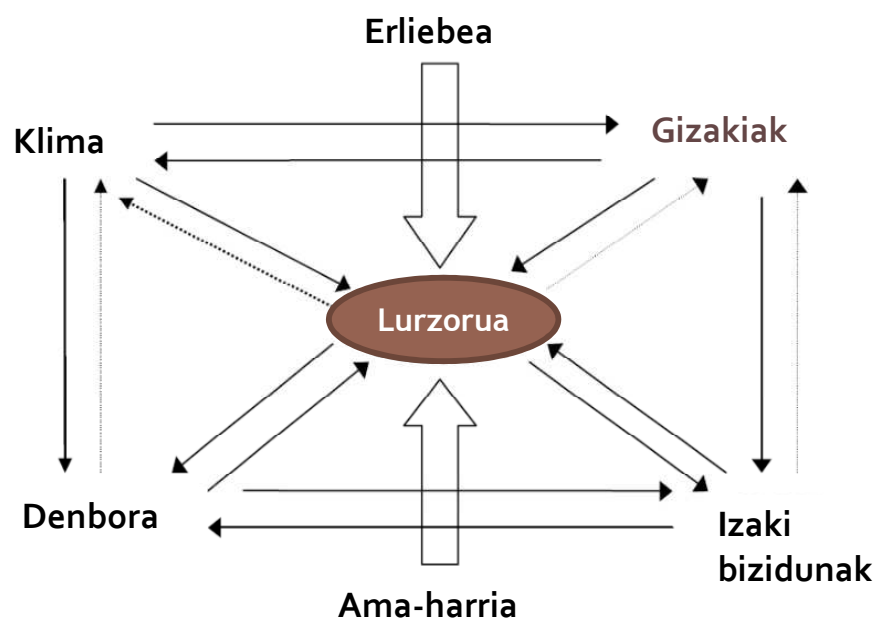 Erliebea
Klima
Gizakiak
Lurzorua
Denbora
Izaki
bizidunak
Ama-harria